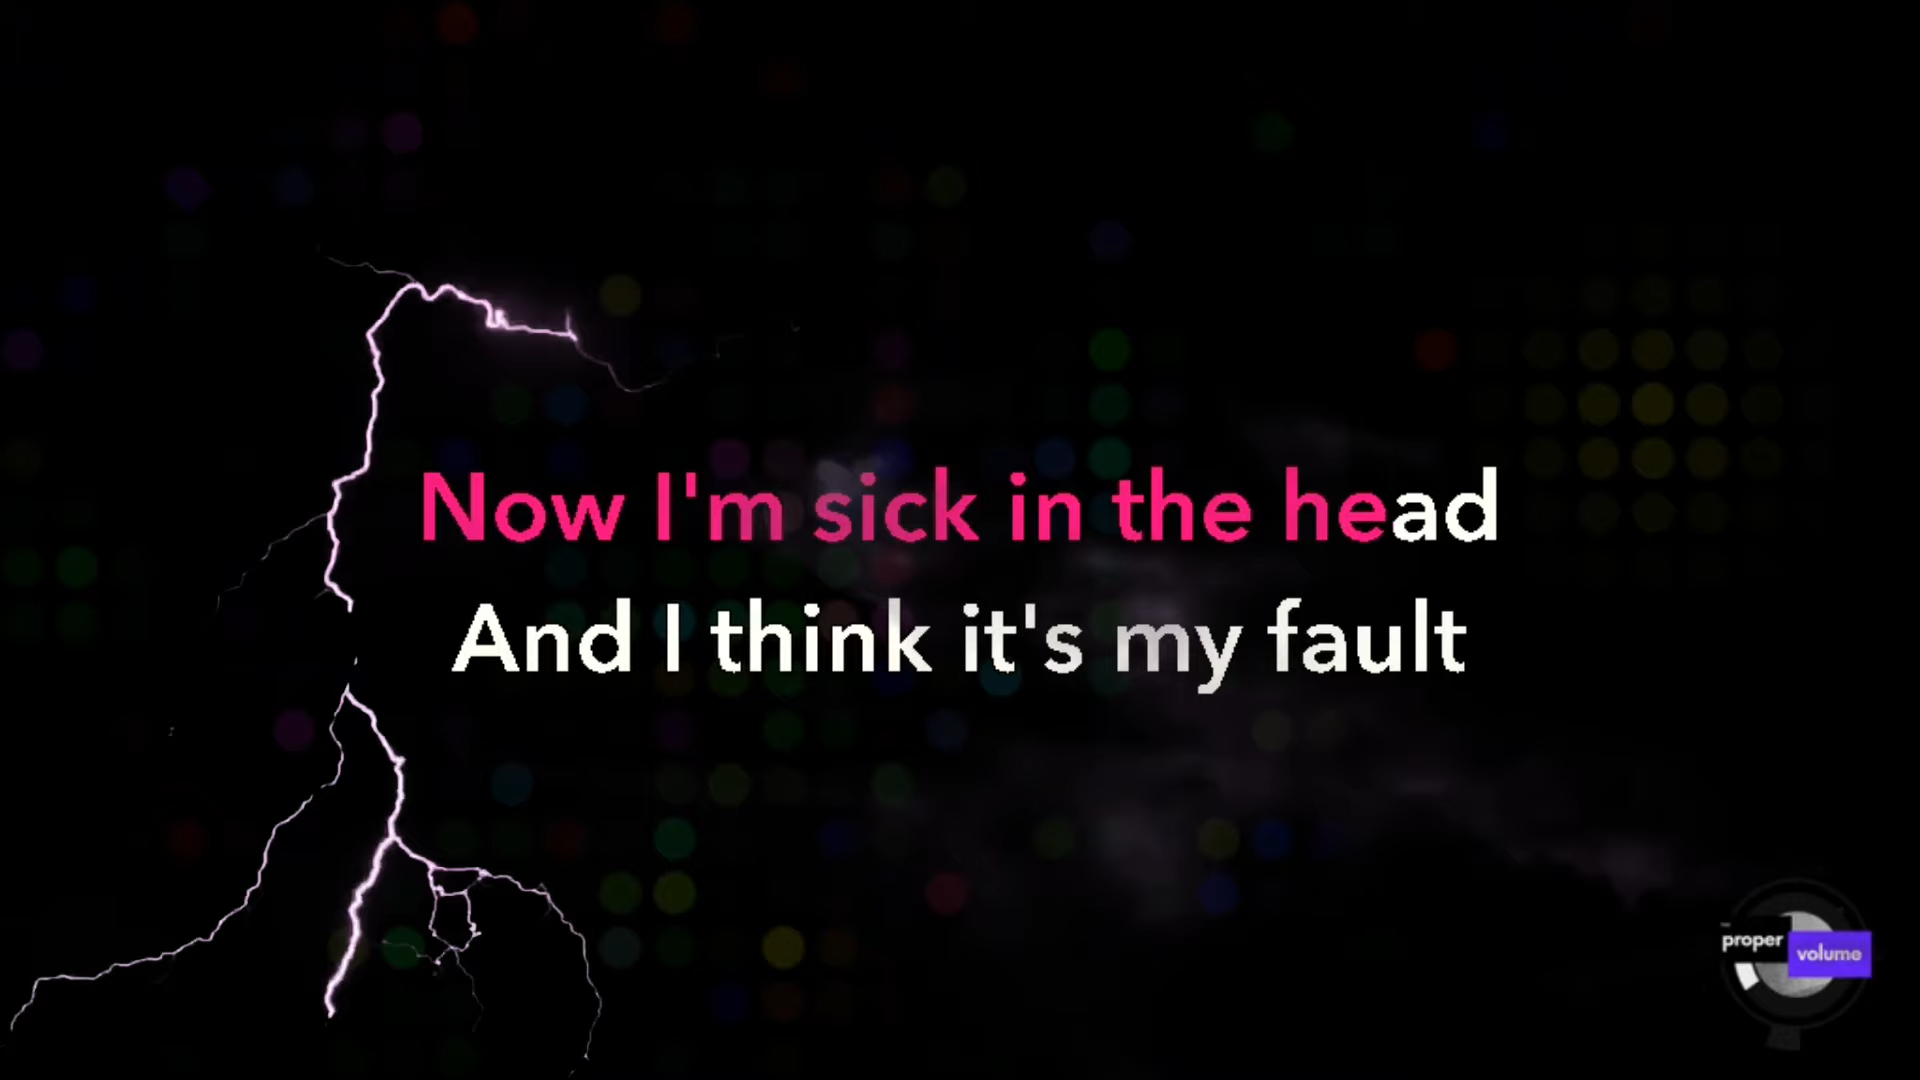 Now I'm sick in the head
And I think it's my fault
proper
volume